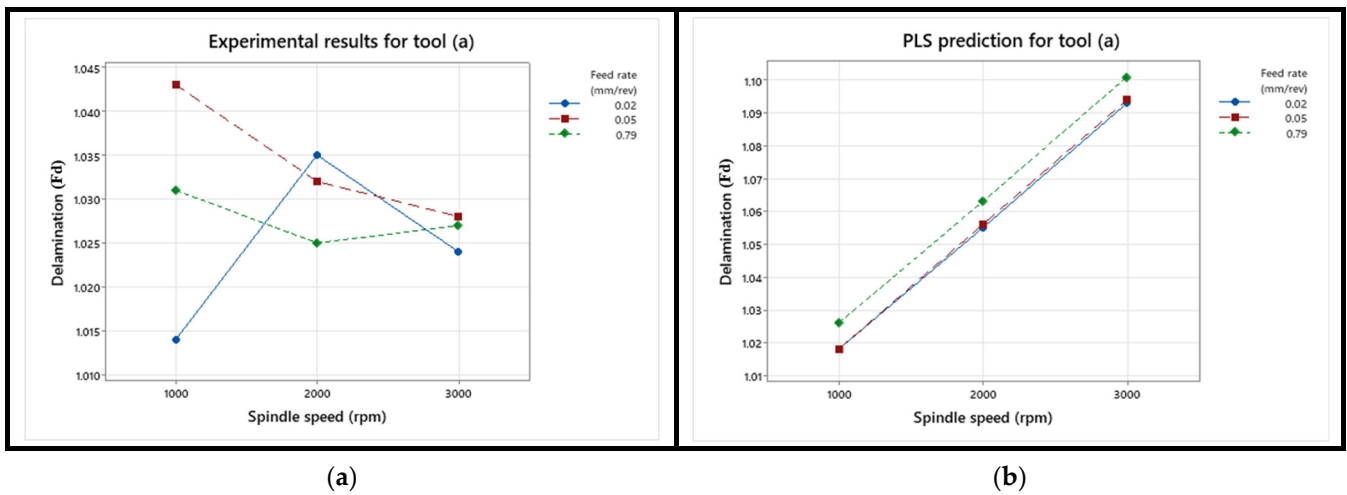 Experimental results for tool (a)
Delamination (Fd)
1.045
1.040
1.035
1.030
1.025
1.020
1.015
1.010
1000 2000 3000
Spindle speed (rpm)
Feed rate
(mm/rev)
0.02
0.05
0.79
(a)
PLS prediction for tool (a)
Delamination (Fd)
1.10
1.09
1.08
1.07
1.06
1.05
1.04
1.03
1.02
1.01
1000 2000 3000
Spindle speed (rpm)
Feed rate
(mm/rev)
0.02
0.05
0.79
(b)